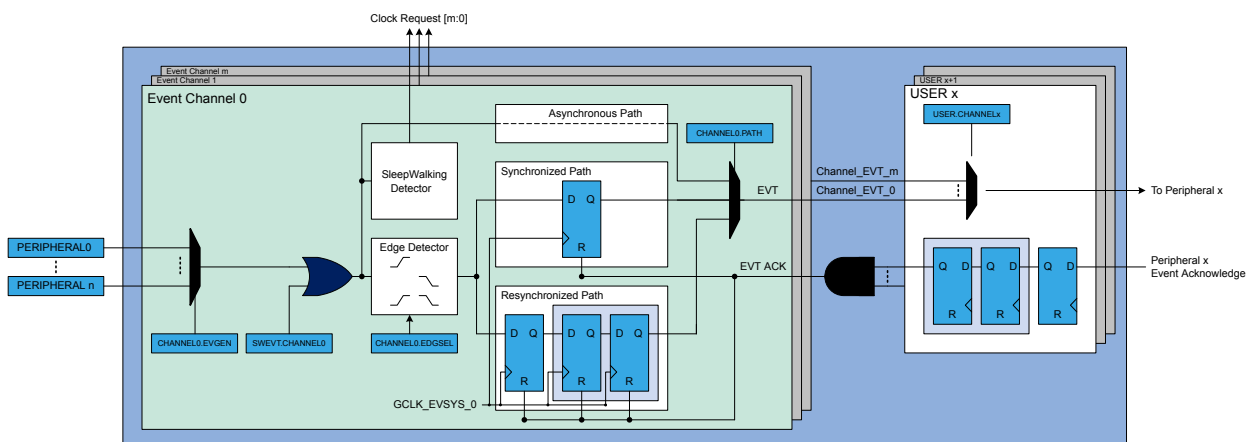 Clock Request [m:0]
Event Channel m
Event Channel 1
Event Channel 0
USER x+1
USER x
Asynchronous Path
USER.CHANNELx
CHANNEL0.PATH
SleepWalking
Detector
Synchronized Path
Channel_EVT_m
EVT
Channel_EVT_0
To Peripheral x
D Q
R
PERIPHERAL0
Edge Detector
PERIPHERAL n
EVT ACK
Peripheral x
Event Acknowledge
Q D
Q D
Q D
R
R
R
Resynchronized Path
D Q
D Q
D Q
R
R
R
CHANNEL0.EVGEN
SWEVT.CHANNEL0
CHANNEL0.EDGSEL
GCLK_EVSYS_0